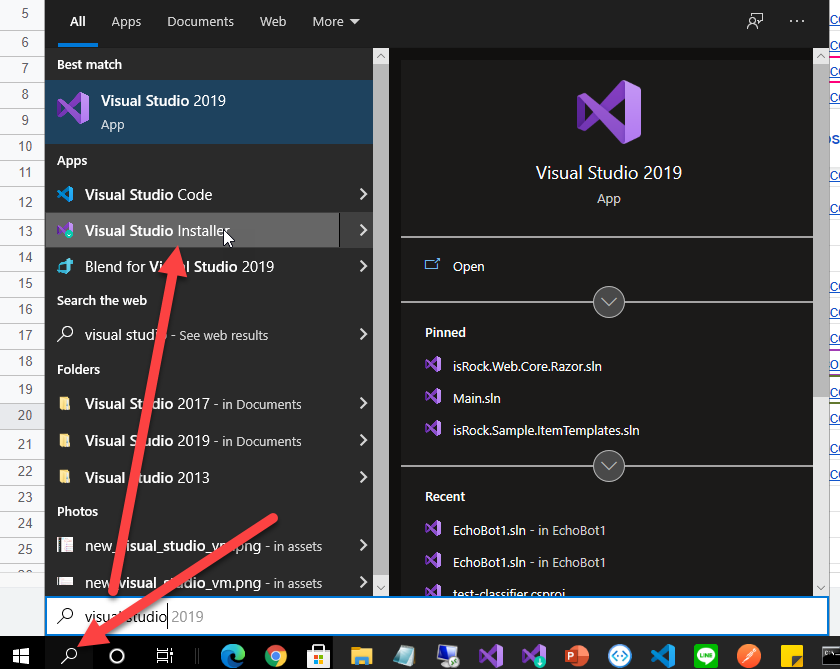 All Apps Documents Web More
Best match
Visual Studio 2019
App
Apps
Visual Studio Code
Visual Studio Installer
Blend for Visual Studio 2019
Search the web
visual studio - See web results
Folders
Visual Studio 2017 - in Documents
Visual Studio 2019 - in Documents
Visual Studio 2013
Photos
new_visual_studio_vm.png - in assets
new_visual_studio_vm.png - in assets
visual studio 2019
Visual Studio 2019
App
Open
Pinned
isRock.Web.Core.Razor.sln
Main.sln
isRock.Sample.ItemTemplates.sln
Recent
EchoBot1.sln - in EchoBot1
EchoBot1.sln - in EchoBot1
test-classifier.csproj
5
6
7
8
9
10
11
12
13
14
15
16
17
18
19
20
21
22
23
24
25
LINE